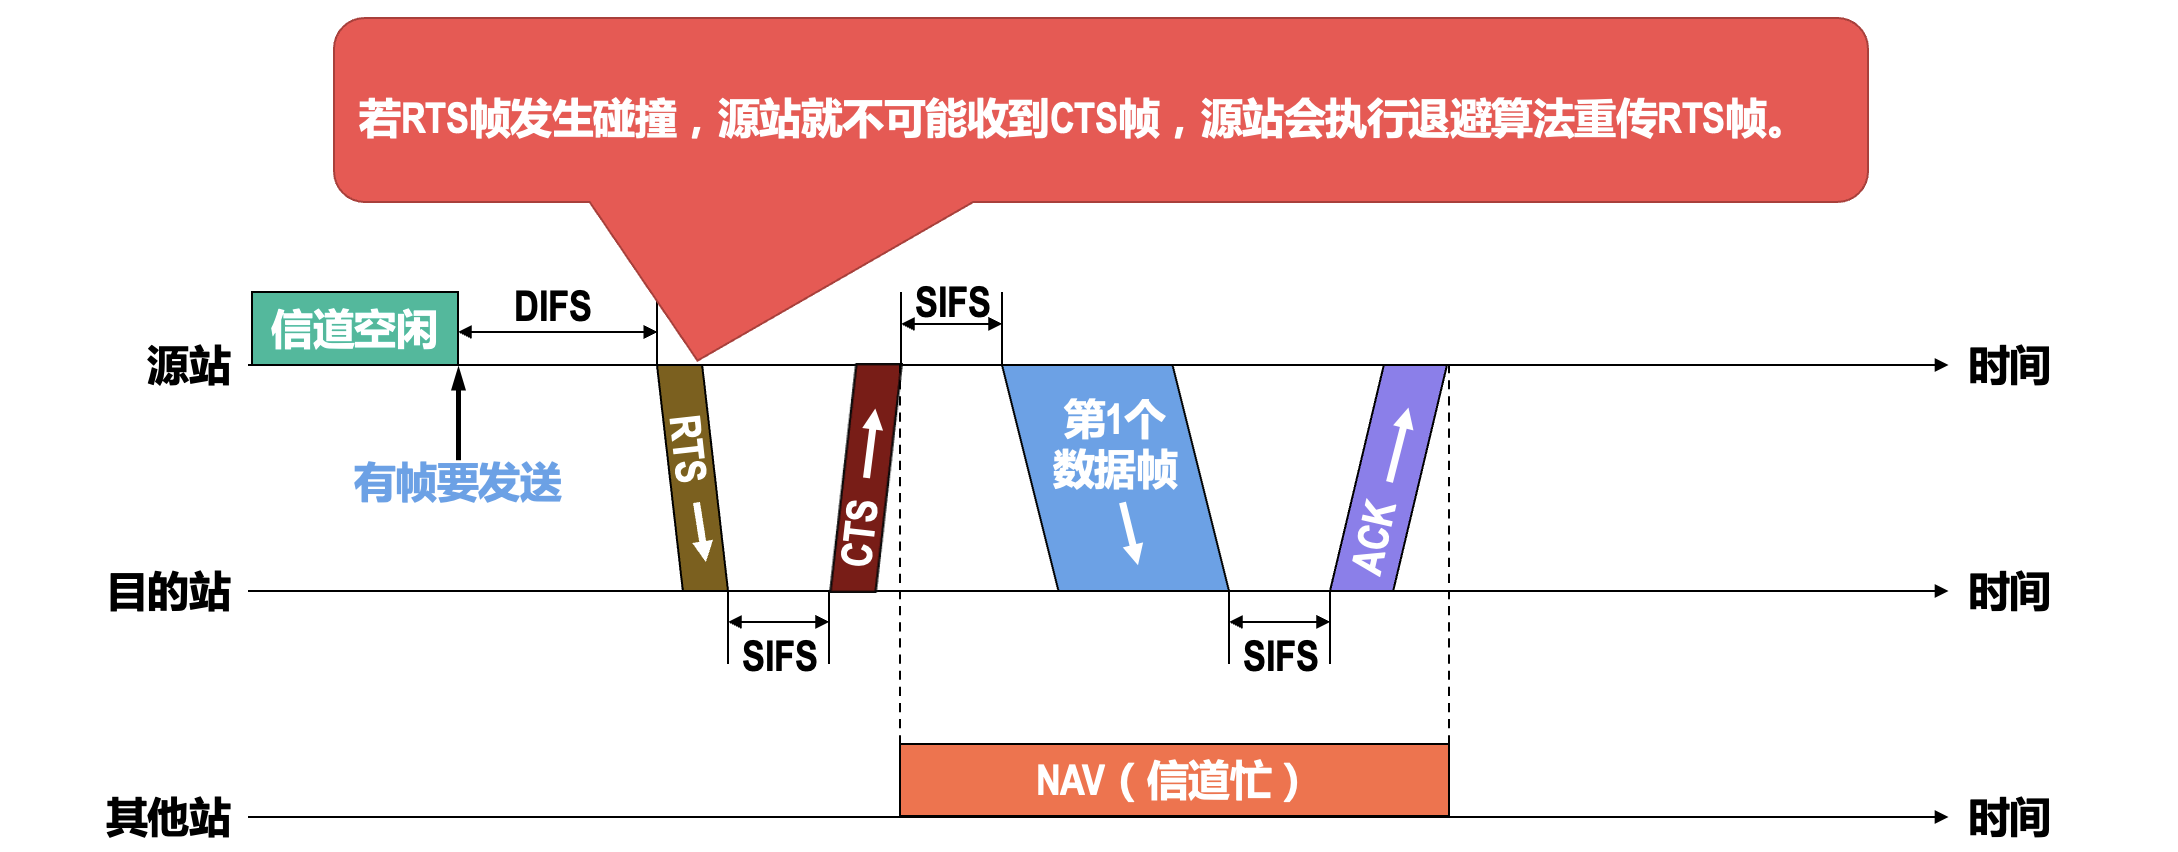 若RTS帧发生碰撞，源站就不可能收到CTS帧，源站会执行退避算法重传RTS帧。
信道空闲
DIFS
SIFS
源站
时间
有帧要发送
RTS
CTS
第1个
数据帧
ACK
目的站
时间
SIFS
SIFS
NAV（信道忙）
其他站
时间